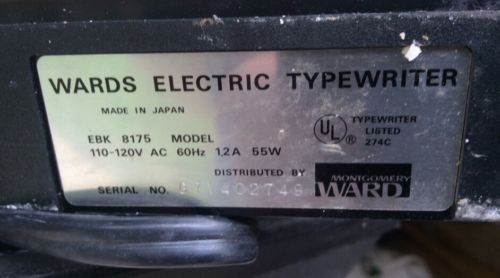 WARDS ELECTRIC TYPEWRITER
MADE IN JAPAN
EBK 8175 MODEL
110-120V AC 60Hz 1,2A 55W
UL ®
TYPEWRITER
LISTED
274C
DISTRIBUTED BY
MONTGOMERY
WARD
SERIAL NO.